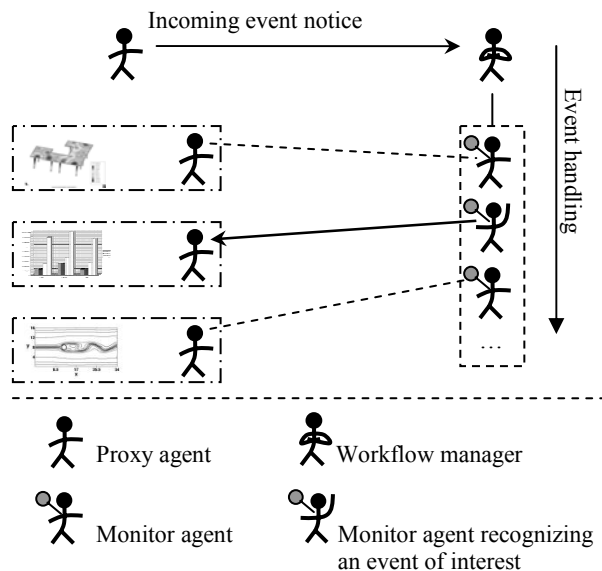 Incoming event notice
Event handling
...
Proxy agent
Workflow manager
Monitor agent
Monitor agent recognizing
an event of interest